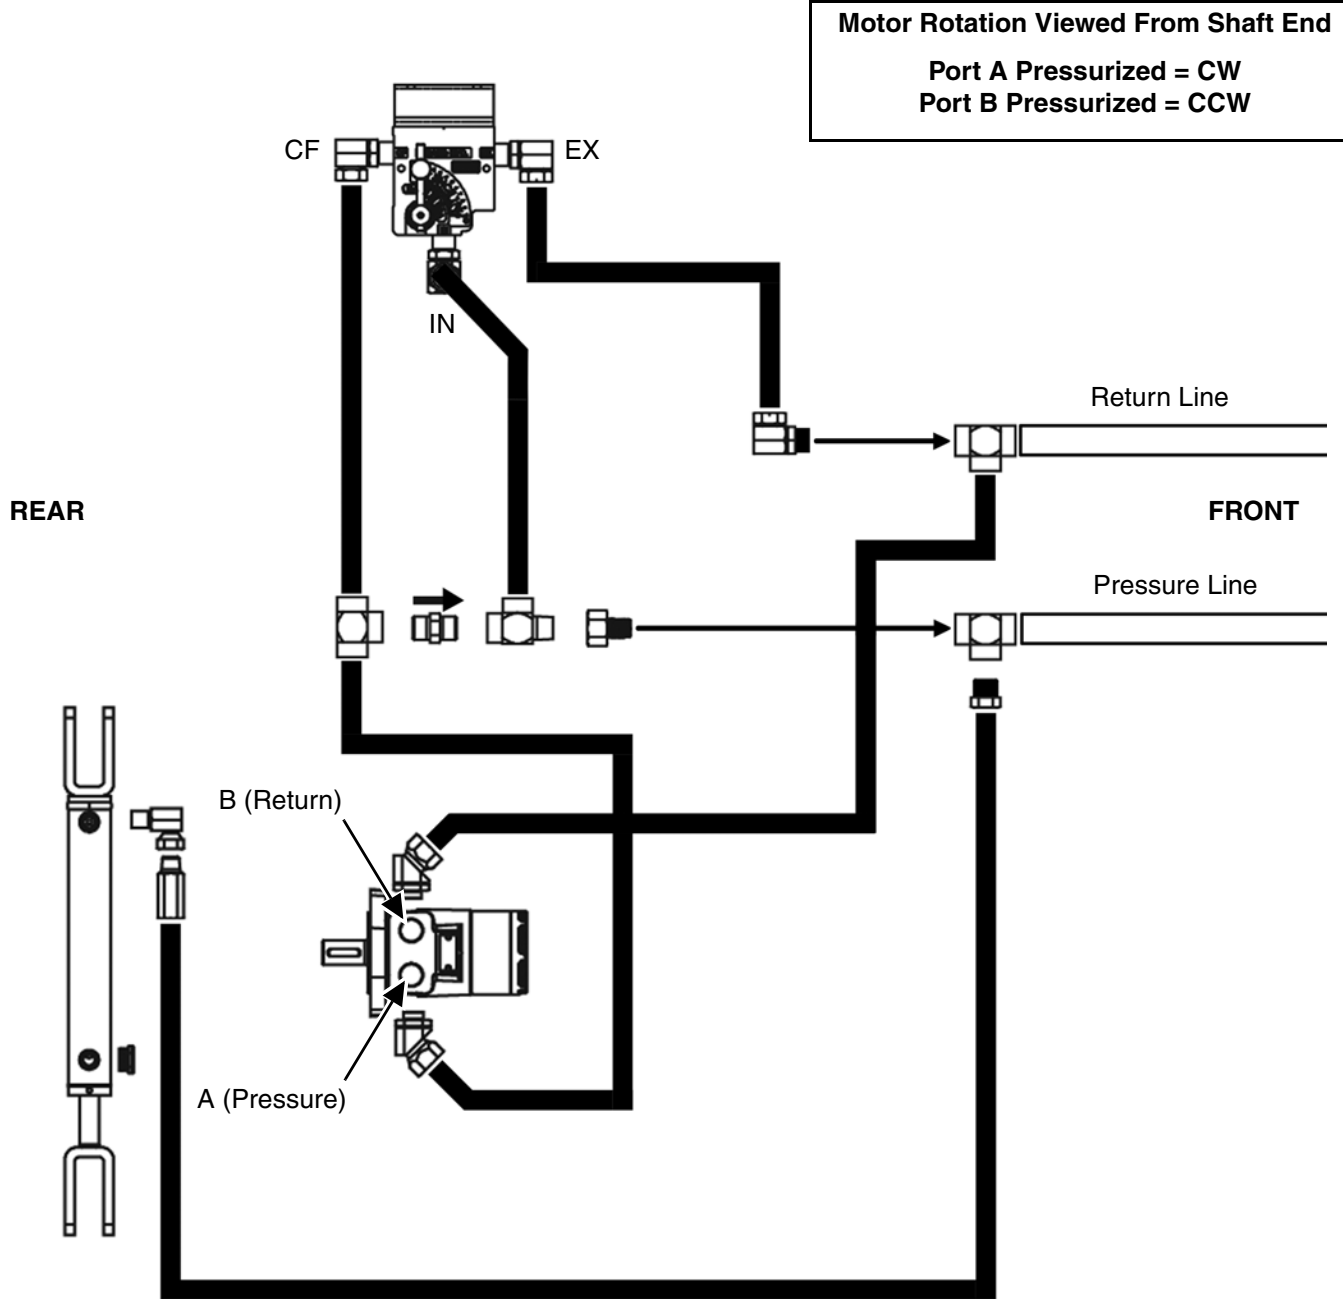 Motor Rotation Viewed From Shaft End
Port A Pressurized = CW
Port B Pressurized = CCW
CF
EX
IN
Return Line
REAR
FRONT
Pressure Line
B (Return)
A (Pressure)